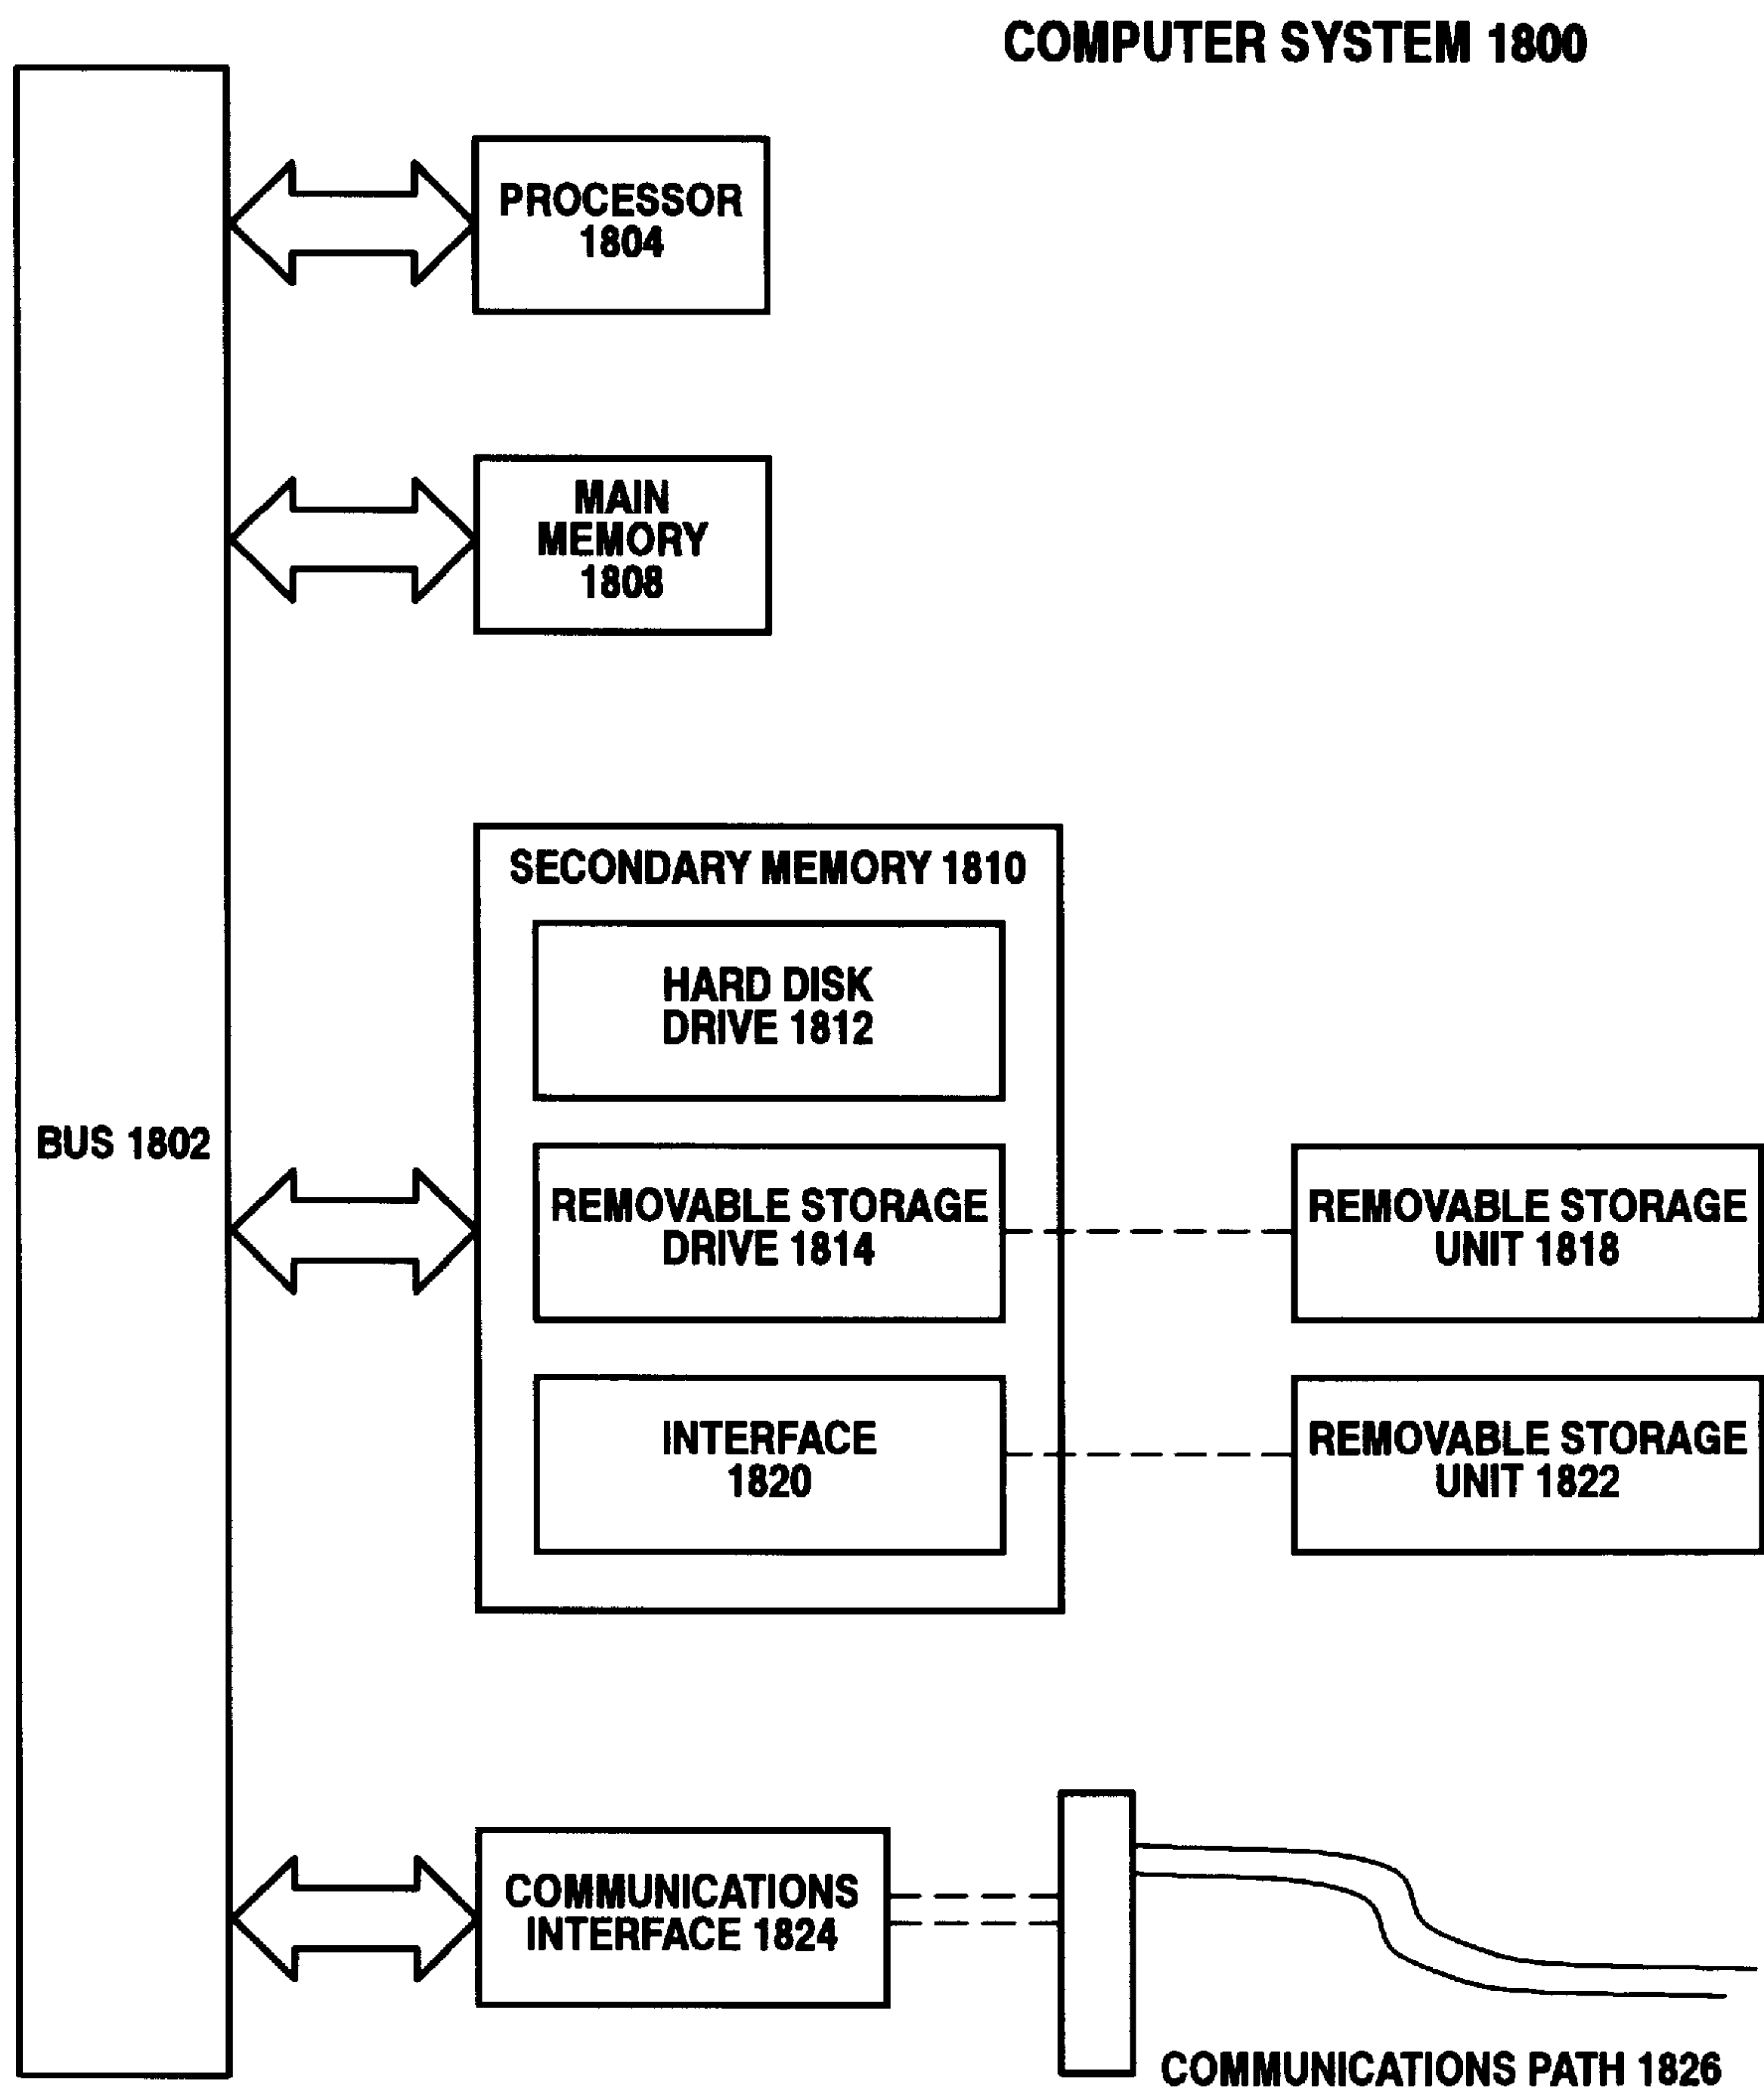 COMPUTER SYSTEM 1800
PROCESSOR
1804
MAIN
MEMORY
1808
SECONDARY MEMORY 1810
HARD DISK
DRIVE 1812
BUS 1802
REMOVABLE STORAGE
DRIVE 1814
REMOVABLE STORAGE
UNIT 1818
INTERFACE
1820
REMOVABLE STORAGE
UNIT 1822
COMMUNICATIONS
INTERFACE 1824
COMMUNICATIONS PATH 1826